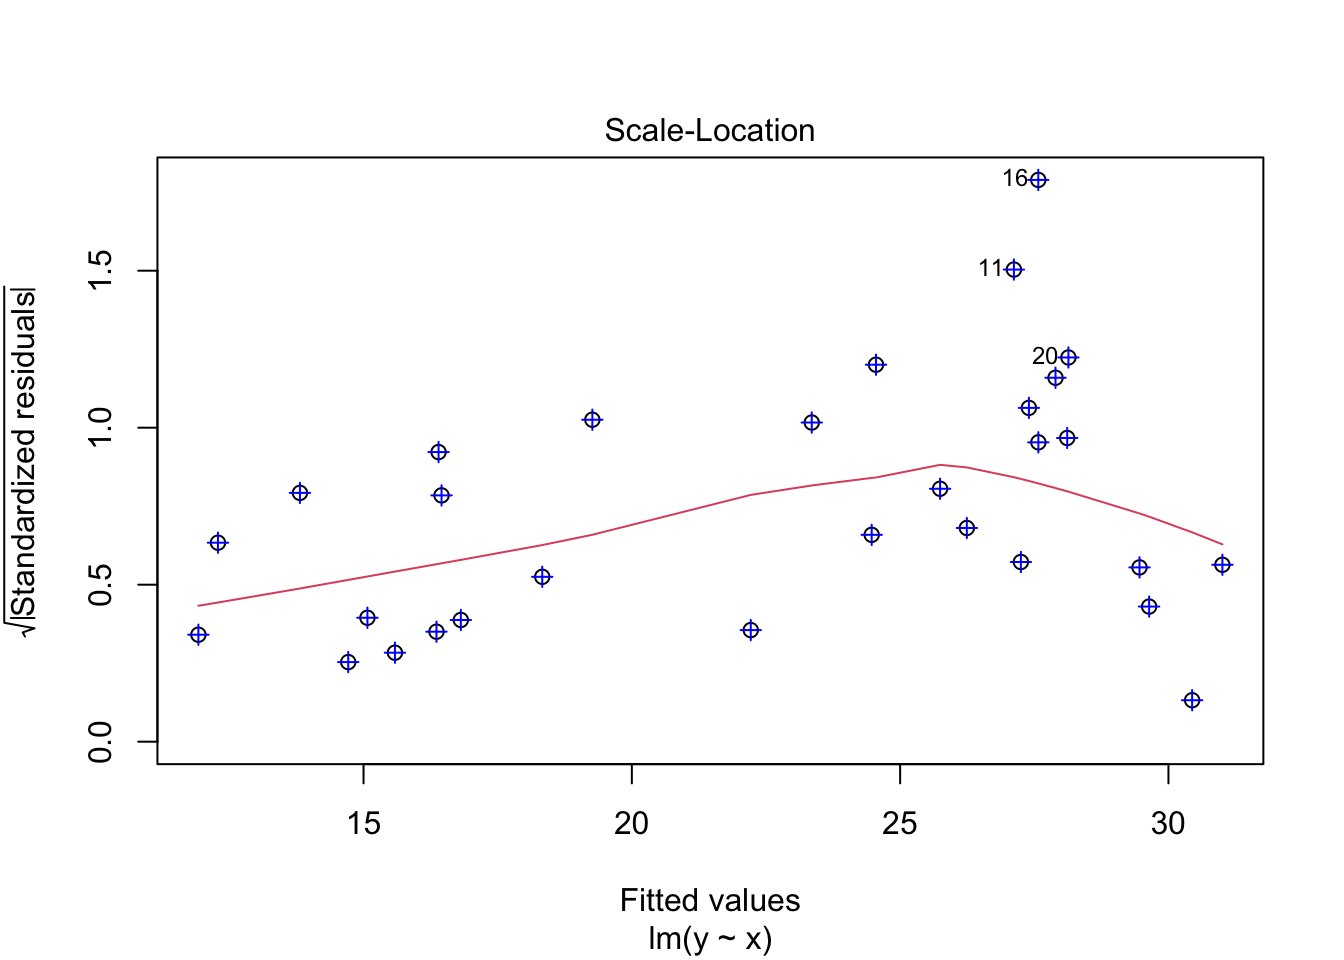 Scale-Location
√|Standardized residuals|
1.5
1.0
0.5
0.0
16
11
20
15 20 25 30
Fitted values
lm(y ~ x)